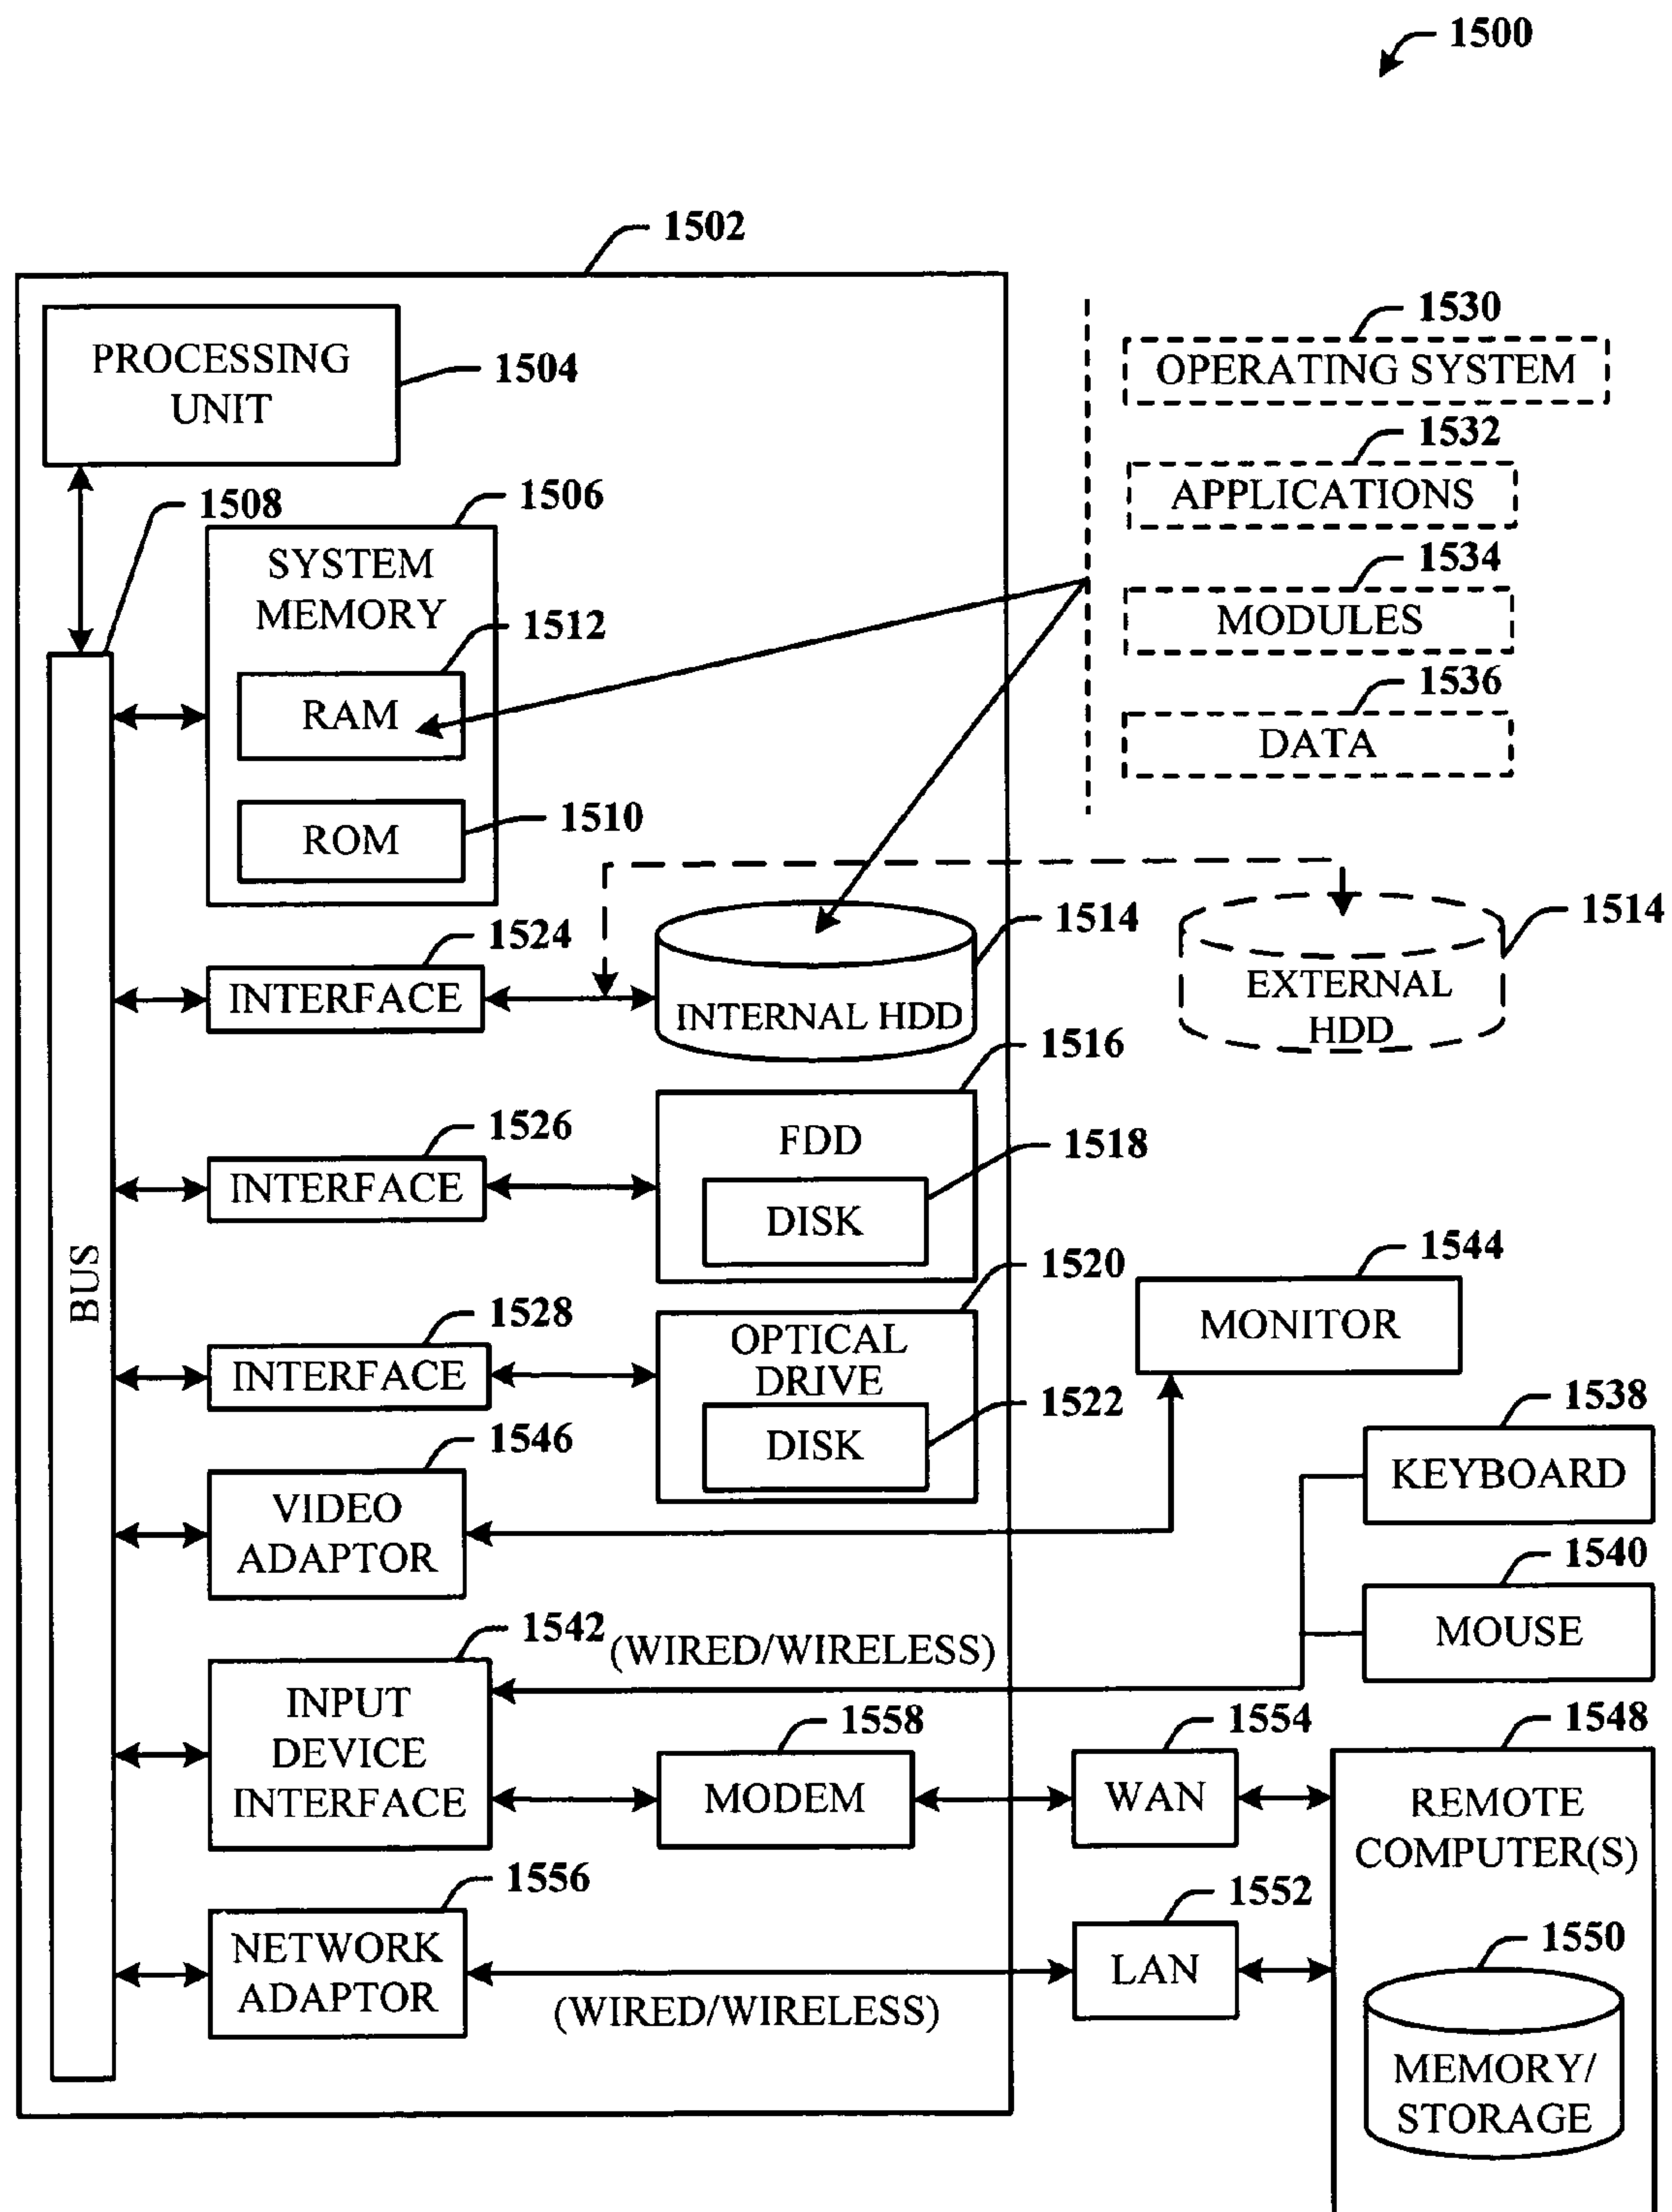 1500
1502
PROCESSING
UNIT
1504
1508
1506
SYSTEM
MEMORY
1512
RAM
ROM
1510
1530
OPERATING SYSTEM
1532
APPLICATIONS
1534
MODULES
1536
DATA
BUS
1524
INTERFACE
INTERNAL HDD
1514
EXTERNAL
HDD
1514
1526
INTERFACE
1516
FDD
1518
DISK
1528
INTERFACE
1520
OPTICAL
DRIVE
1522
DISK
1544
MONITOR
1546
VIDEO
ADAPTOR
1538
KEYBOARD
1540
MOUSE
1542
(WIRED/WIRELESS)
INPUT
DEVICE
INTERFACE
1558
MODEM
1554
WAN
1548
REMOTE
COMPUTER(S)
1556
NETWORK
ADAPTOR
(WIRED/WIRELESS)
1552
LAN
1550
MEMORY/
STORAGE